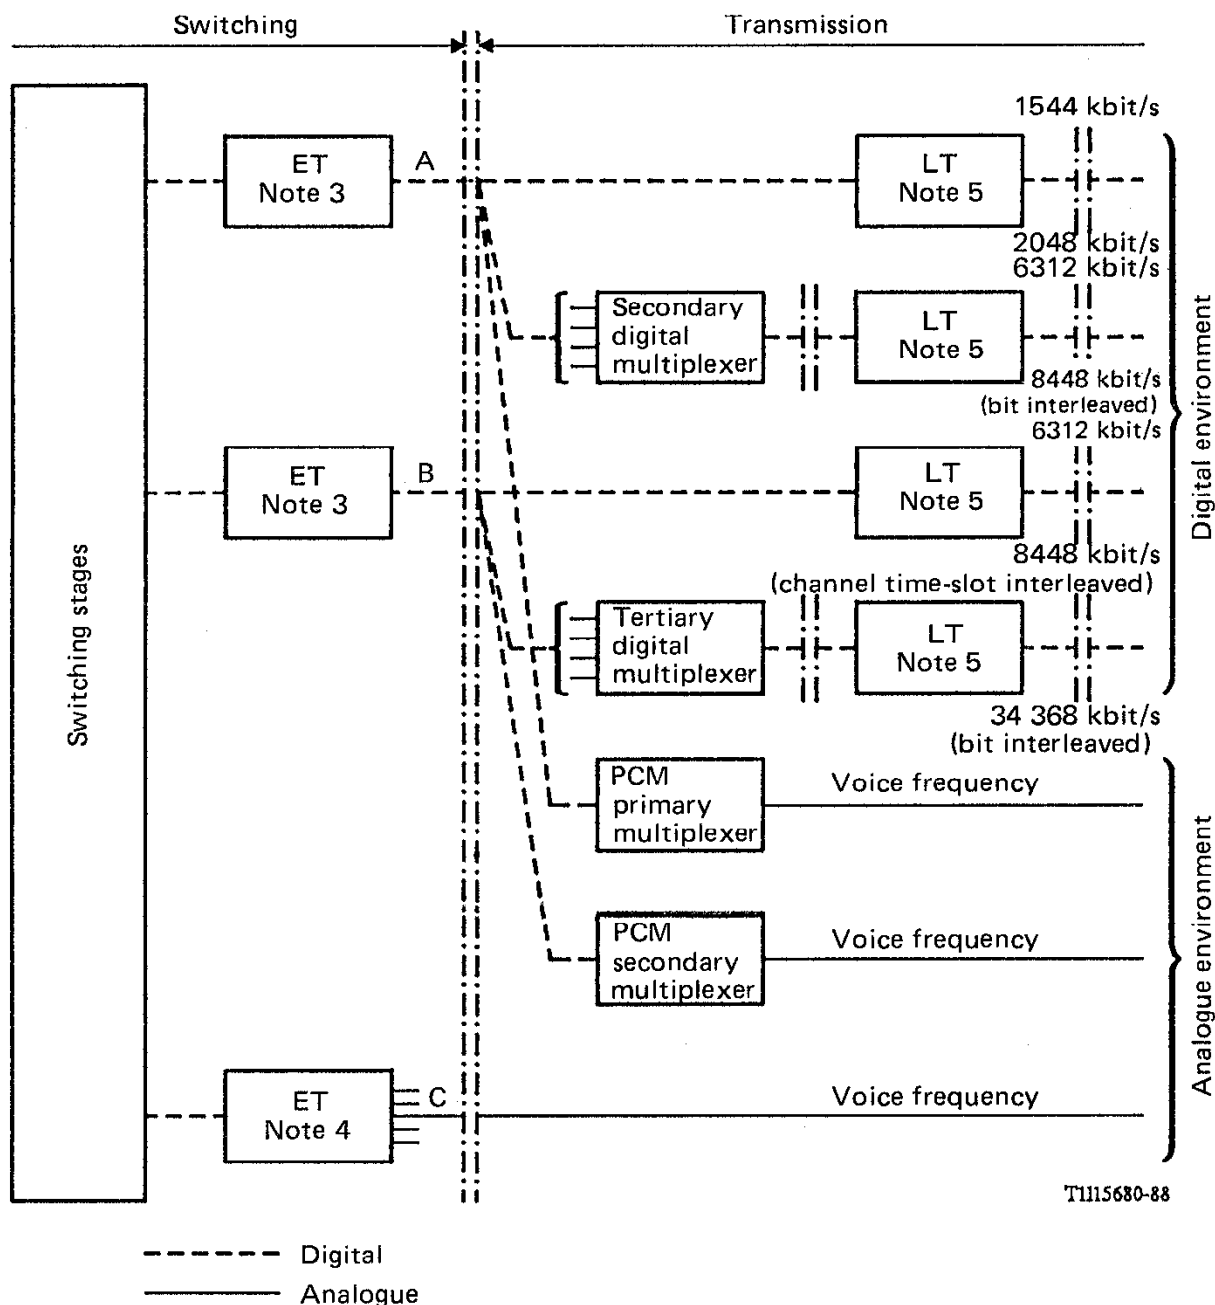 Switching
Transmission
1544 kbit/s
ET
Note 3
A
LT
Note 5
2048 kbit/s
6312 kbit/s
Secondary
digital
multiplexer
LT
Note 5
8448 kbit/s
(bit interleaved)
6312 kbit/s
ET
Note 3
B
LT
Note 5
8448 kbit/s
(channel time-slot interleaved)
Tertiary
digital
multiplexer
LT
Note 5
34 368 kbit/s
(bit interleaved)
Digital environment
Switching stages
PCM
primary
multiplexer
Voice frequency
PCM
secondary
multiplexer
Voice frequency
Analogue environment
ET
Note 4
C
Voice frequency
T1115680-88
Digital
Analogue